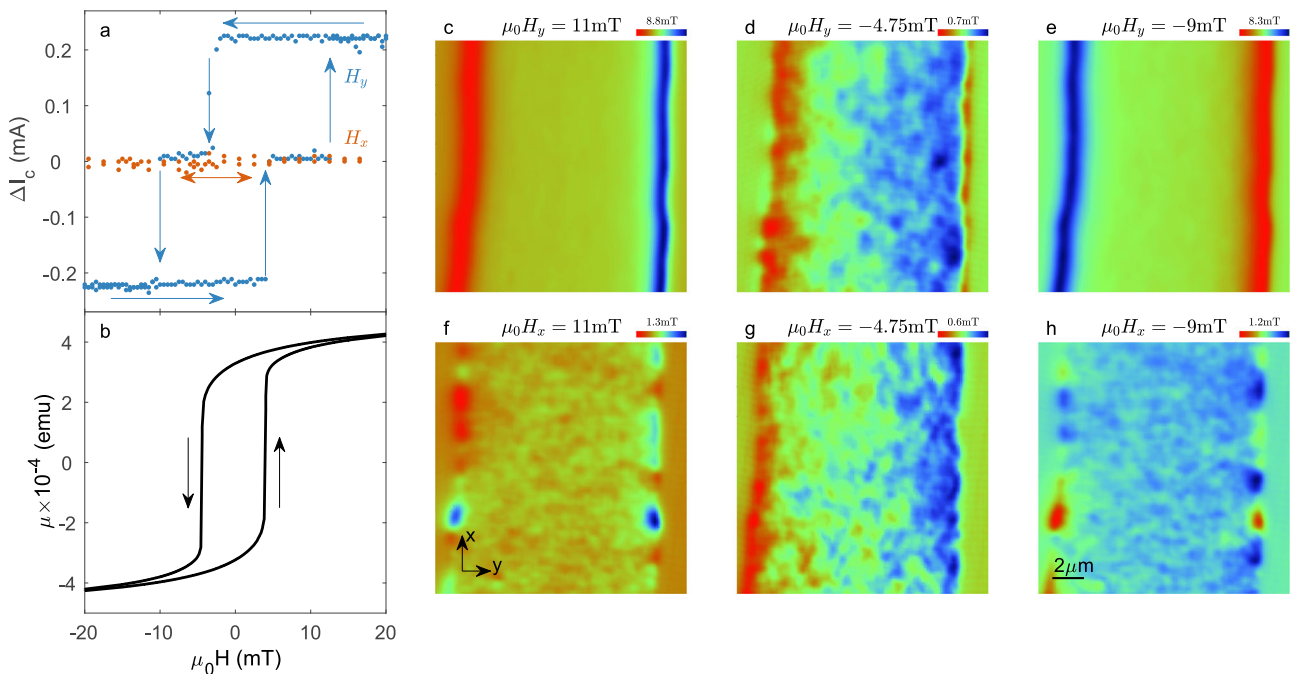 a
0.2
0.1
0
-0.1
-0.2
ΔI_c (mA)
H_y
H_x
b
4
2
0
-2
-4
μ×10^-4 (emu)
-20 -10 0 10 20
μ_0H (mT)
c μ_0H_y = 11mT 8.8mT
d μ_0H_y = −4.75mT 0.7mT
e μ_0H_y = −9mT 8.3mT
f μ_0H_x = 11mT 1.3mT
x
y
g μ_0H_x = −4.75mT 0.6mT
h μ_0H_x = −9mT 1.2mT
2μm